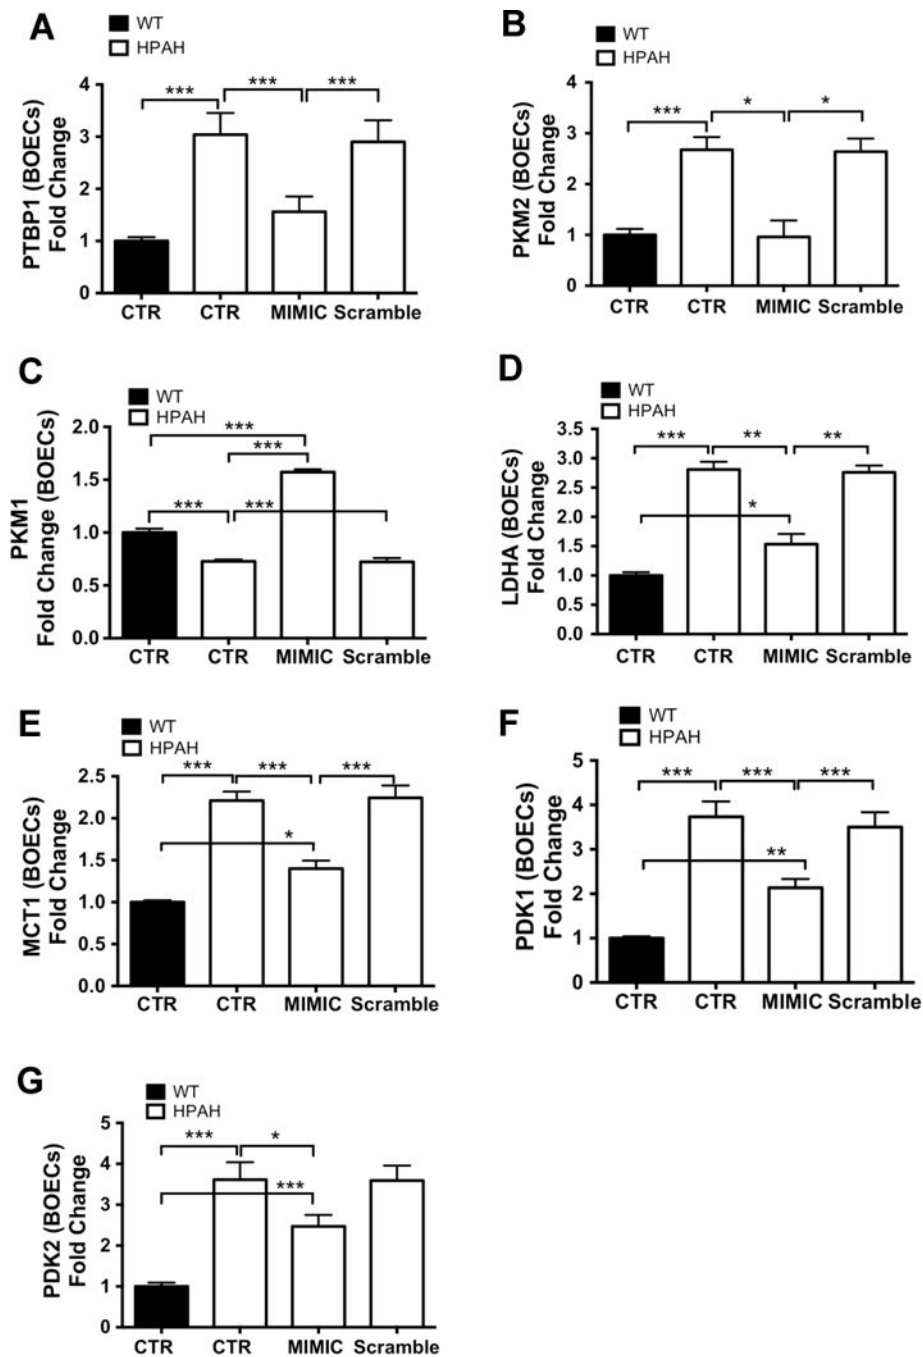 A
WT
HPAH
PTBP1 (BOECs)
Fold Change
4
3
2
1
0
***
***
***
CTR
CTR
MIMIC
Scramble
B
WT
HPAH
PKM2 (BOECs)
Fold Change
4
3
2
1
0
***
*
*
CTR
CTR
MIMIC
Scramble
C
WT
HPAH
PKM1
Fold Change (BOECs)
2.0
1.5
1.0
0.5
0.0
***
***
***
***
CTR
CTR
MIMIC
Scramble
D
WT
HPAH
LDHA (BOECs)
Fold Change
3.5
3.0
2.5
2.0
1.5
1.0
0.5
0.0
***
**
**
*
CTR
CTR
MIMIC
Scramble
E
WT
HPAH
MCT1 (BOECs)
Fold Change
2.5
2.0
1.5
1.0
0.5
0.0
***
***
***
*
CTR
CTR
MIMIC
Scramble
F
WT
HPAH
PDK1 (BOECs)
Fold Change
5
4
3
2
1
0
***
***
***
**
CTR
CTR
MIMIC
Scramble
G
WT
HPAH
PDK2 (BOECs)
Fold Change
5
4
3
2
1
0
***
*
***
CTR
CTR
MIMIC
Scramble